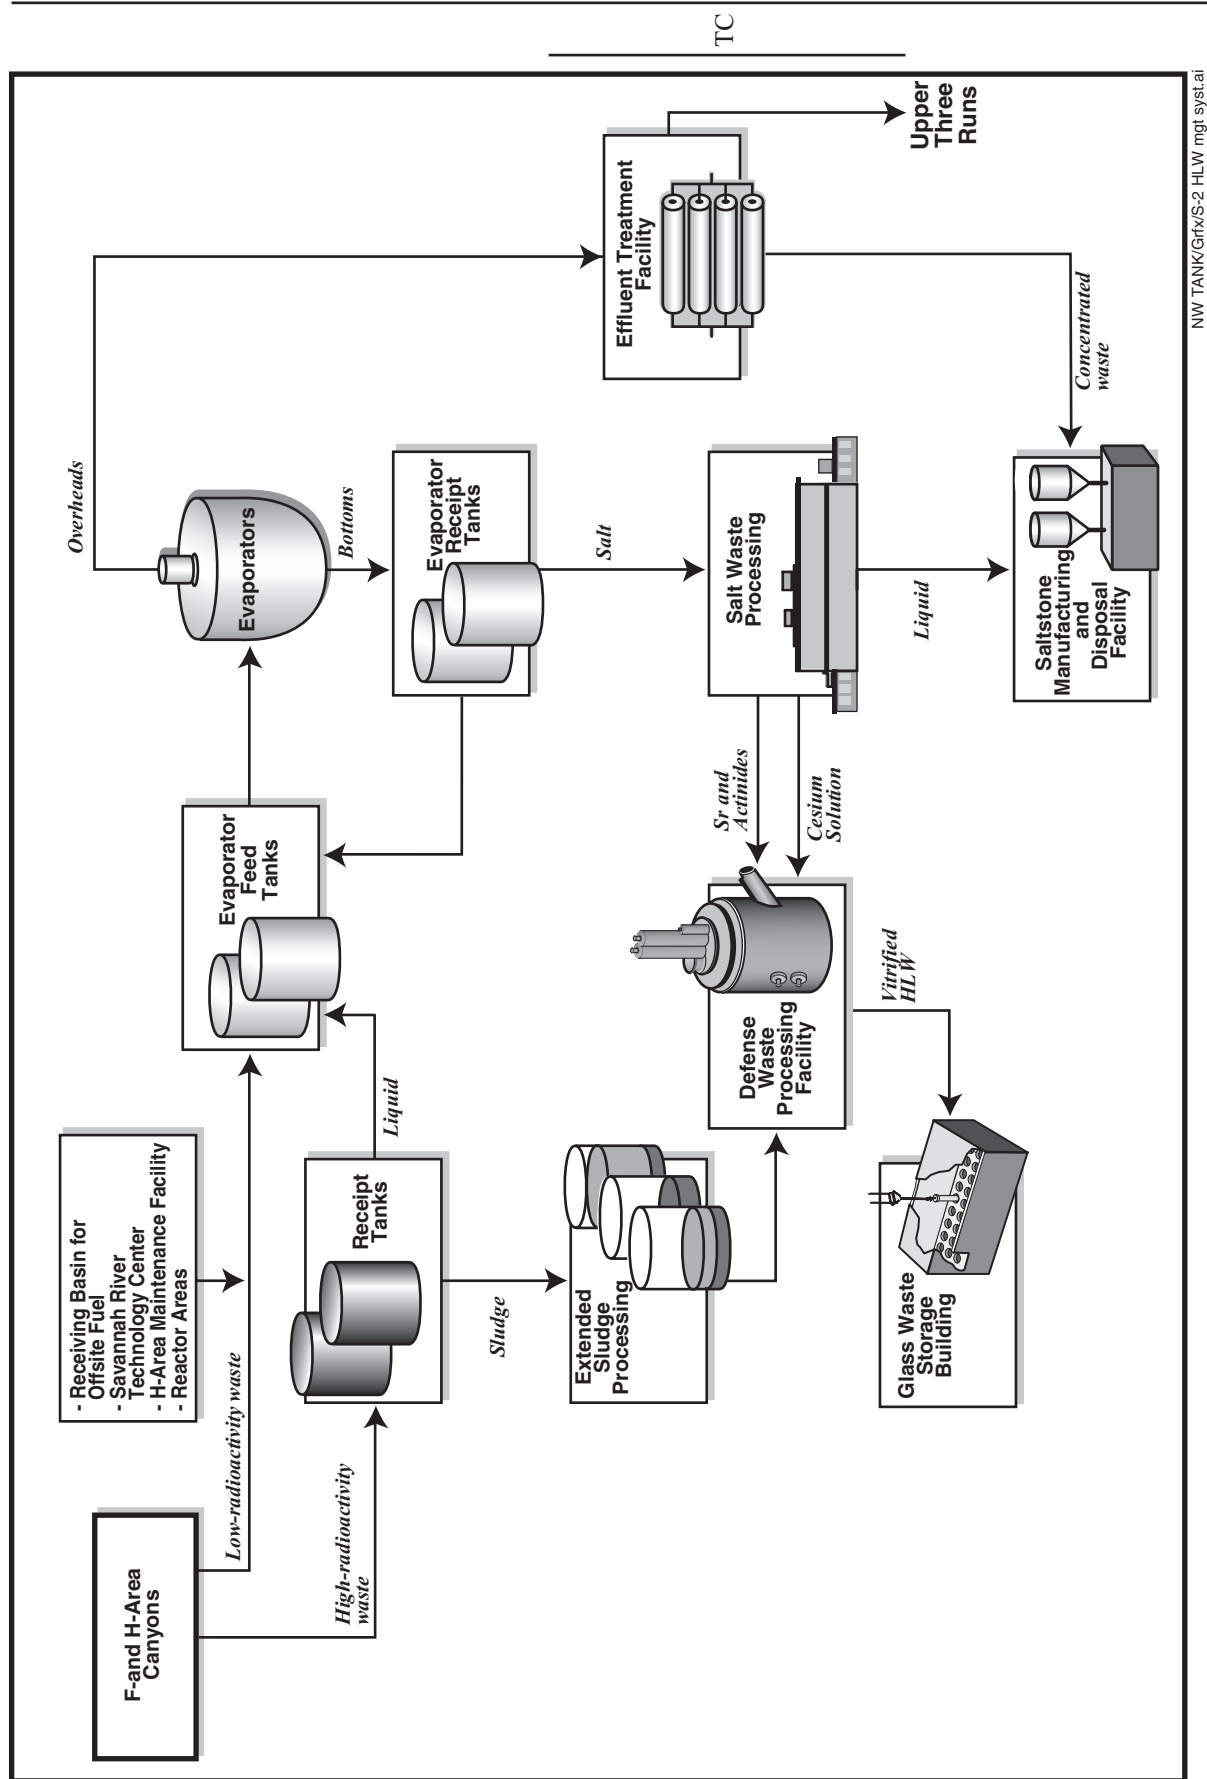 TC
F-and H-Area
Canyons
- Receiving Basin for
Offsite Fuel
- Savannah River
Technology Center
- H-Area Maintenance Facility
- Reactor Areas
Low-radioactivity waste
High-radioactivity
waste
Receipt
Tanks
Liquid
Sludge
Evaporator
Feed
Tanks
Evaporators
Overheads
Bottoms
Evaporator
Receipt
Tanks
Salt
Effluent Treatment
Facility
Upper
Three
Runs
Concentrated
waste
Salt Waste
Processing
Liquid
Sr and
Actinides
Cesium
Solution
Saltstone
Manufacturing
and
Disposal
Facility
Extended
Sludge
Processing
Defense
Waste
Processing
Facility
Vitrified
HLW
Glass Waste
Storage
Building
NW TANK/Grfx/S-2 HLW mgt syst.ai